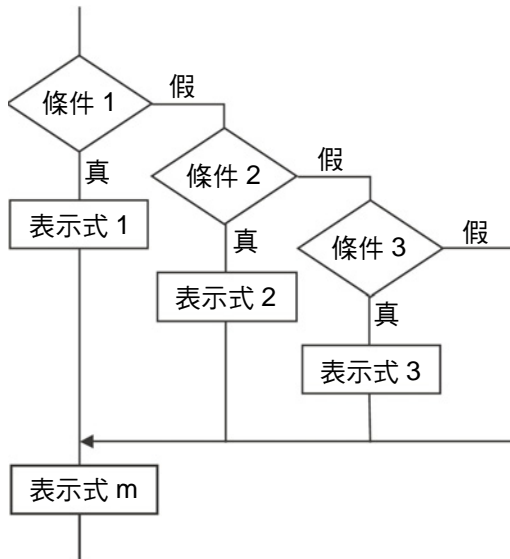 條件 1
假
條件 2
假
真
條件 3
假
表示式 1
真
表示式 2
真
表示式 3
表示式 m